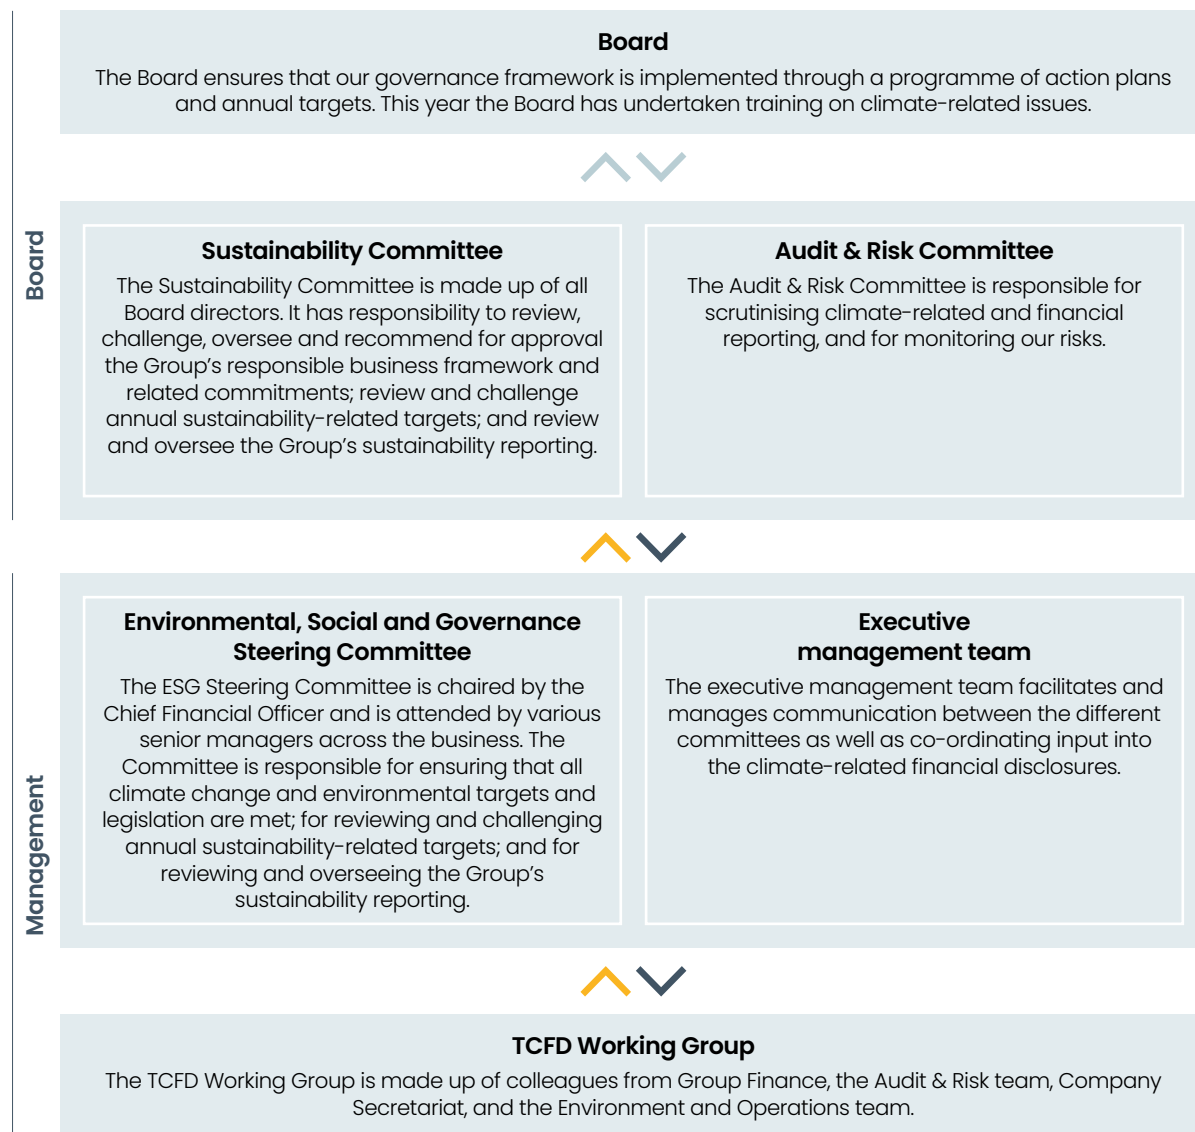 Board
The Board ensures that our governance framework is implemented through a programme of action plans
and annual targets. This year the Board has undertaken training on climate-related issues.
Board
Sustainability Committee
The Sustainability Committee is made up of all
Board directors. It has responsibility to review,
challenge, oversee and recommend for approval
the Group’s responsible business framework and
related commitments; review and challenge
annual sustainability-related targets; and review
and oversee the Group’s sustainability reporting.
Audit & Risk Committee
The Audit & Risk Committee is responsible for
scrutinising climate-related and financial
reporting, and for monitoring our risks.
Management
Environmental, Social and Governance
Steering Committee
The ESG Steering Committee is chaired by the
Chief Financial Officer and is attended by various
senior managers across the business. The
Committee is responsible for ensuring that all
climate change and environmental targets and
legislation are met; for reviewing and challenging
annual sustainability-related targets; and for
reviewing and overseeing the Group’s
sustainability reporting.
Executive
management team
The executive management team facilitates and
manages communication between the different
committees as well as co-ordinating input into
the climate-related financial disclosures.
TCFD Working Group
The TCFD Working Group is made up of colleagues from Group Finance, the Audit & Risk team, Company
Secretariat, and the Environment and Operations team.